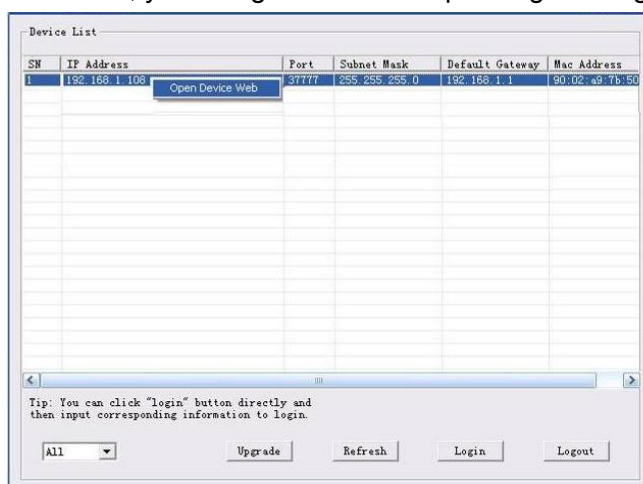 Device List
SN IP Address Port Subnet Mask Default Gateway Mac Address
1 192.168.1.108 37777 255.255.255.0 192.168.1.1 90:02:a9:7b:50
Open Device Web
Tip: You can click "login" button directly and
then input corresponding information to login.
All Upgrade Refresh Login Logout